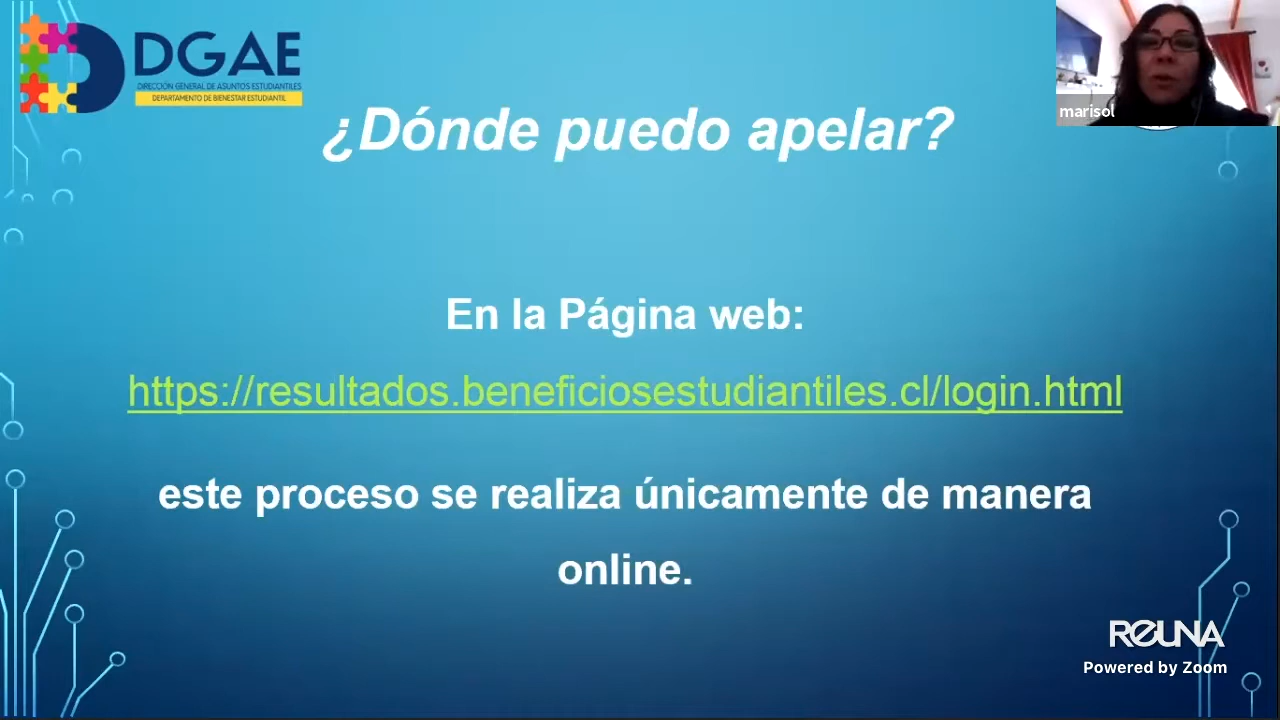 DGAE
DIRECCIÓN GENERAL DE ASUNTOS ESTUDIANTILES
DEPARTAMENTO DE BIENESTAR ESTUDIANTIL
marisol
¿Dónde puedo apelar?
En la Página web:
https://resultados.beneficiosestudiantiles.cl/login.html
este proceso se realiza únicamente de manera
online.
REUNA
Powered by Zoom